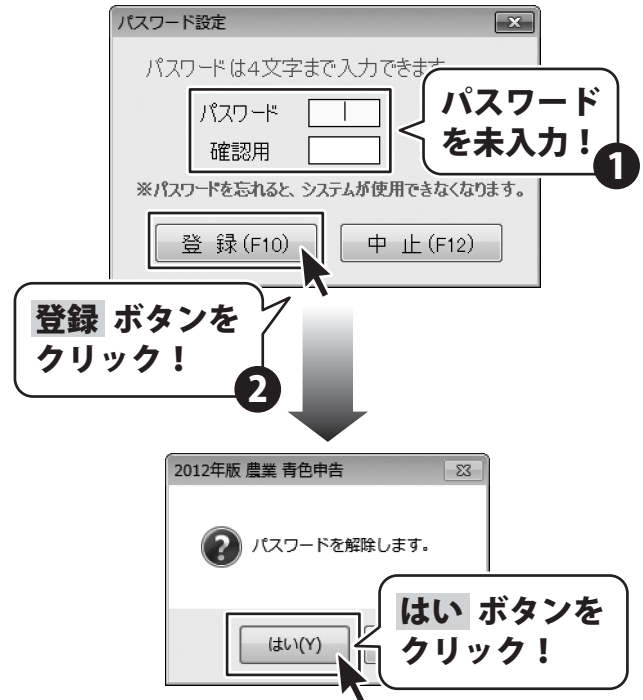 パスワード設定
パスワードは4文字まで入力できます
パスワード
確認用
パスワード
を未入力!
1
※パスワードを忘れると、システムが使用できなくなります。
登 録(F10)
中 止(F12)
登録 ボタンを
クリック!
2
2012年版 農業 青色申告
パスワードを解除します。
はい(Y)
はい ボタンを
クリック!